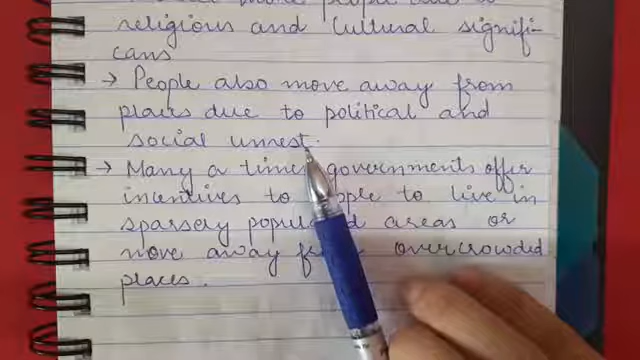 religious and cultural signifi-
cans
→ People also move away from
places due to political and
social unrest.
→ Many a times governments offer
incentives to people to live in
sparsely populated areas or
move away from overcrowded
places.